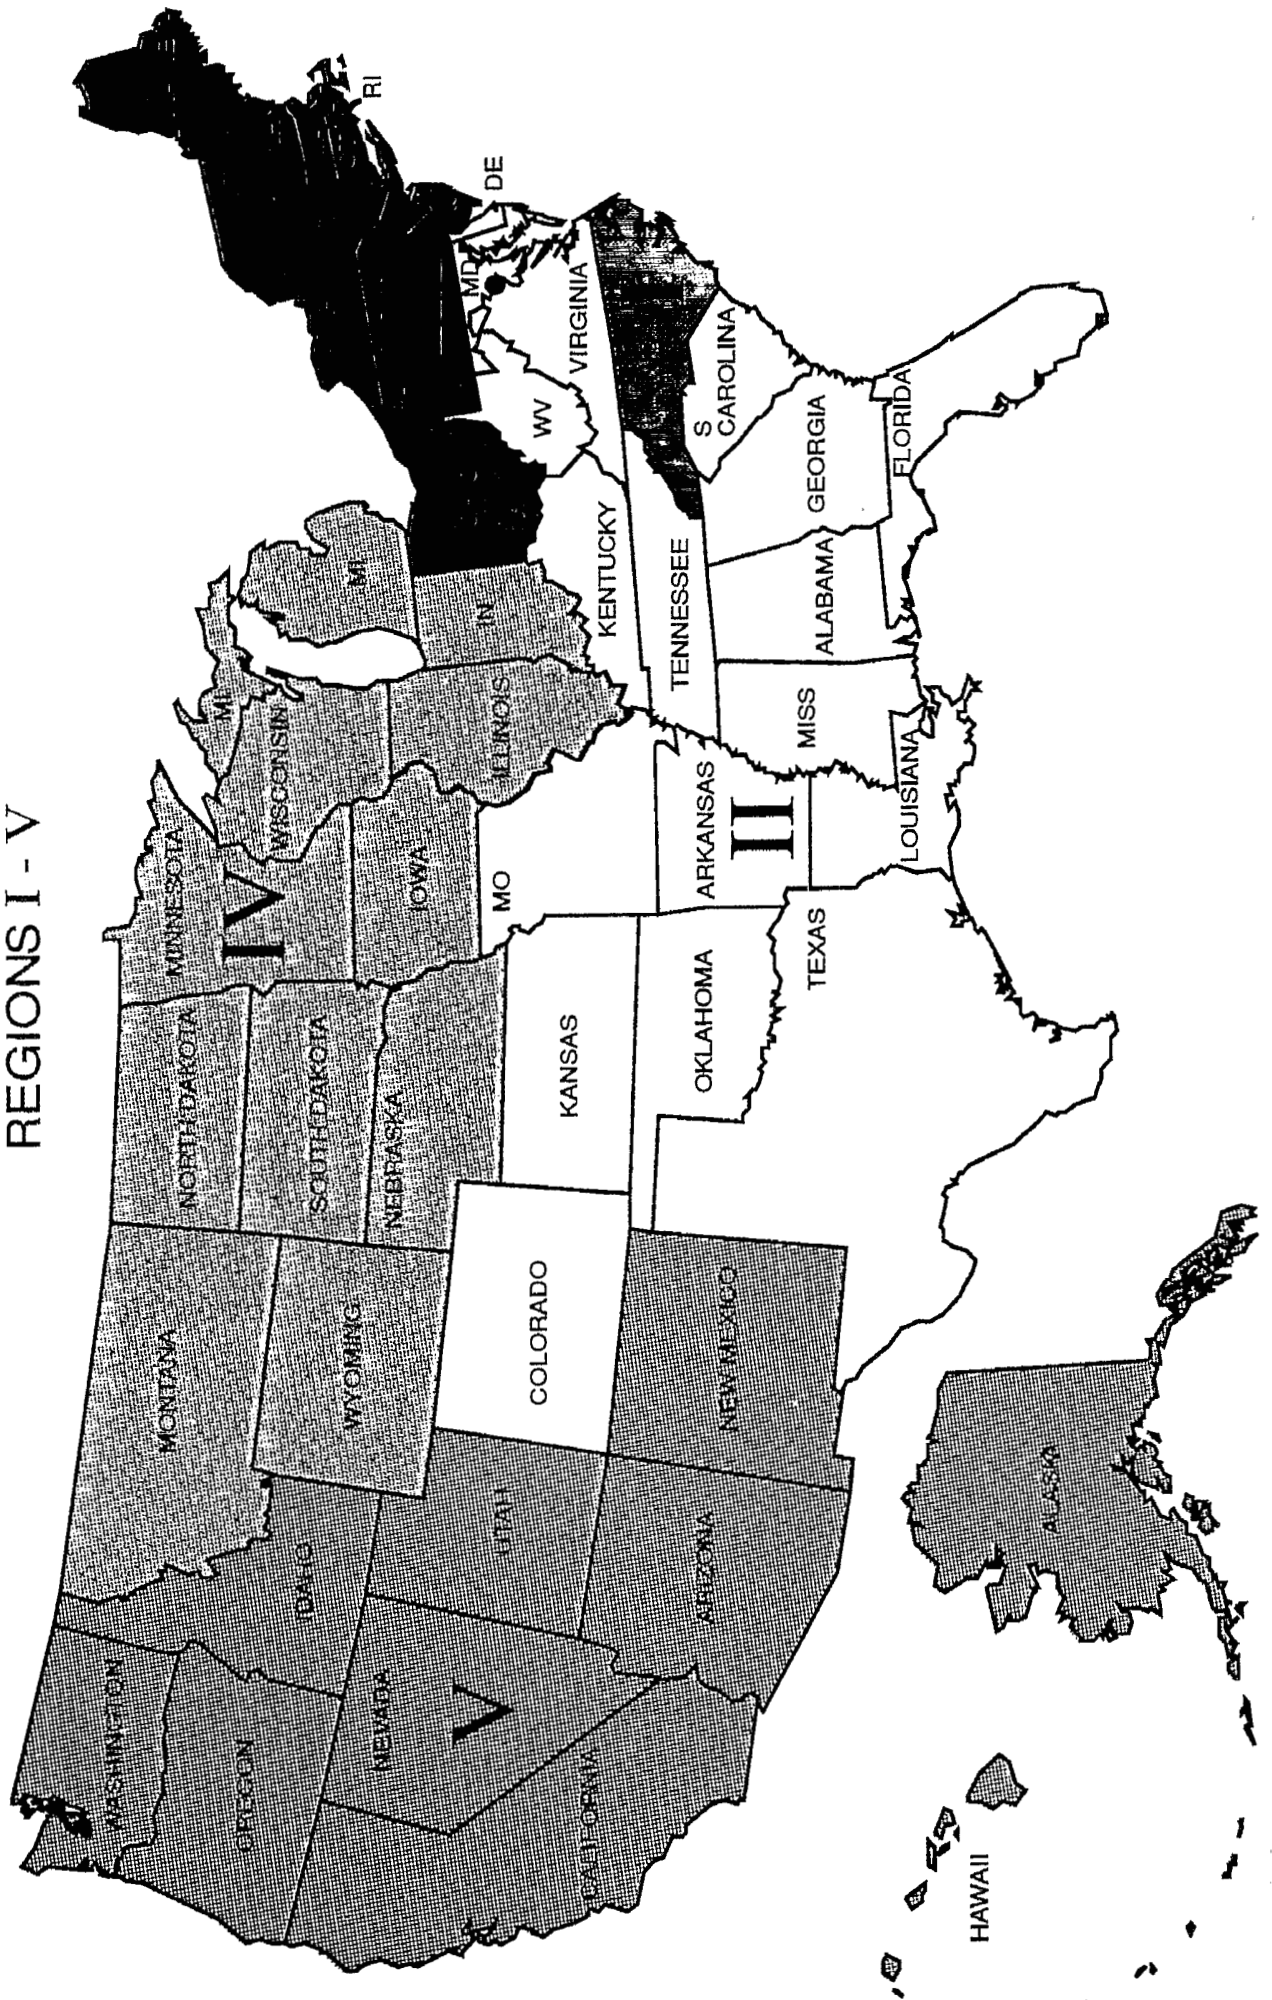 REGIONS I - V
WASHINGTON
OREGON
CALIFORNIA
NEVADA
V
IDAHO
UTAH
ARIZONA
MONTANA
WYOMING
COLORADO
NEW MEXICO
NORTH DAKOTA
SOUTH DAKOTA
NEBRASKA
KANSAS
OKLAHOMA
TEXAS
MINNESOTA
IV
IOWA
MO
ARKANSAS
II
LOUISIANA
WISCONSIN
ILLINOIS
MI
MI
IN
KENTUCKY
TENNESSEE
MISS
ALABAMA
GEORGIA
FLORIDA
S
CAROLINA
VIRGINIA
WV
MD
DE
RI
ALASKA
HAWAII